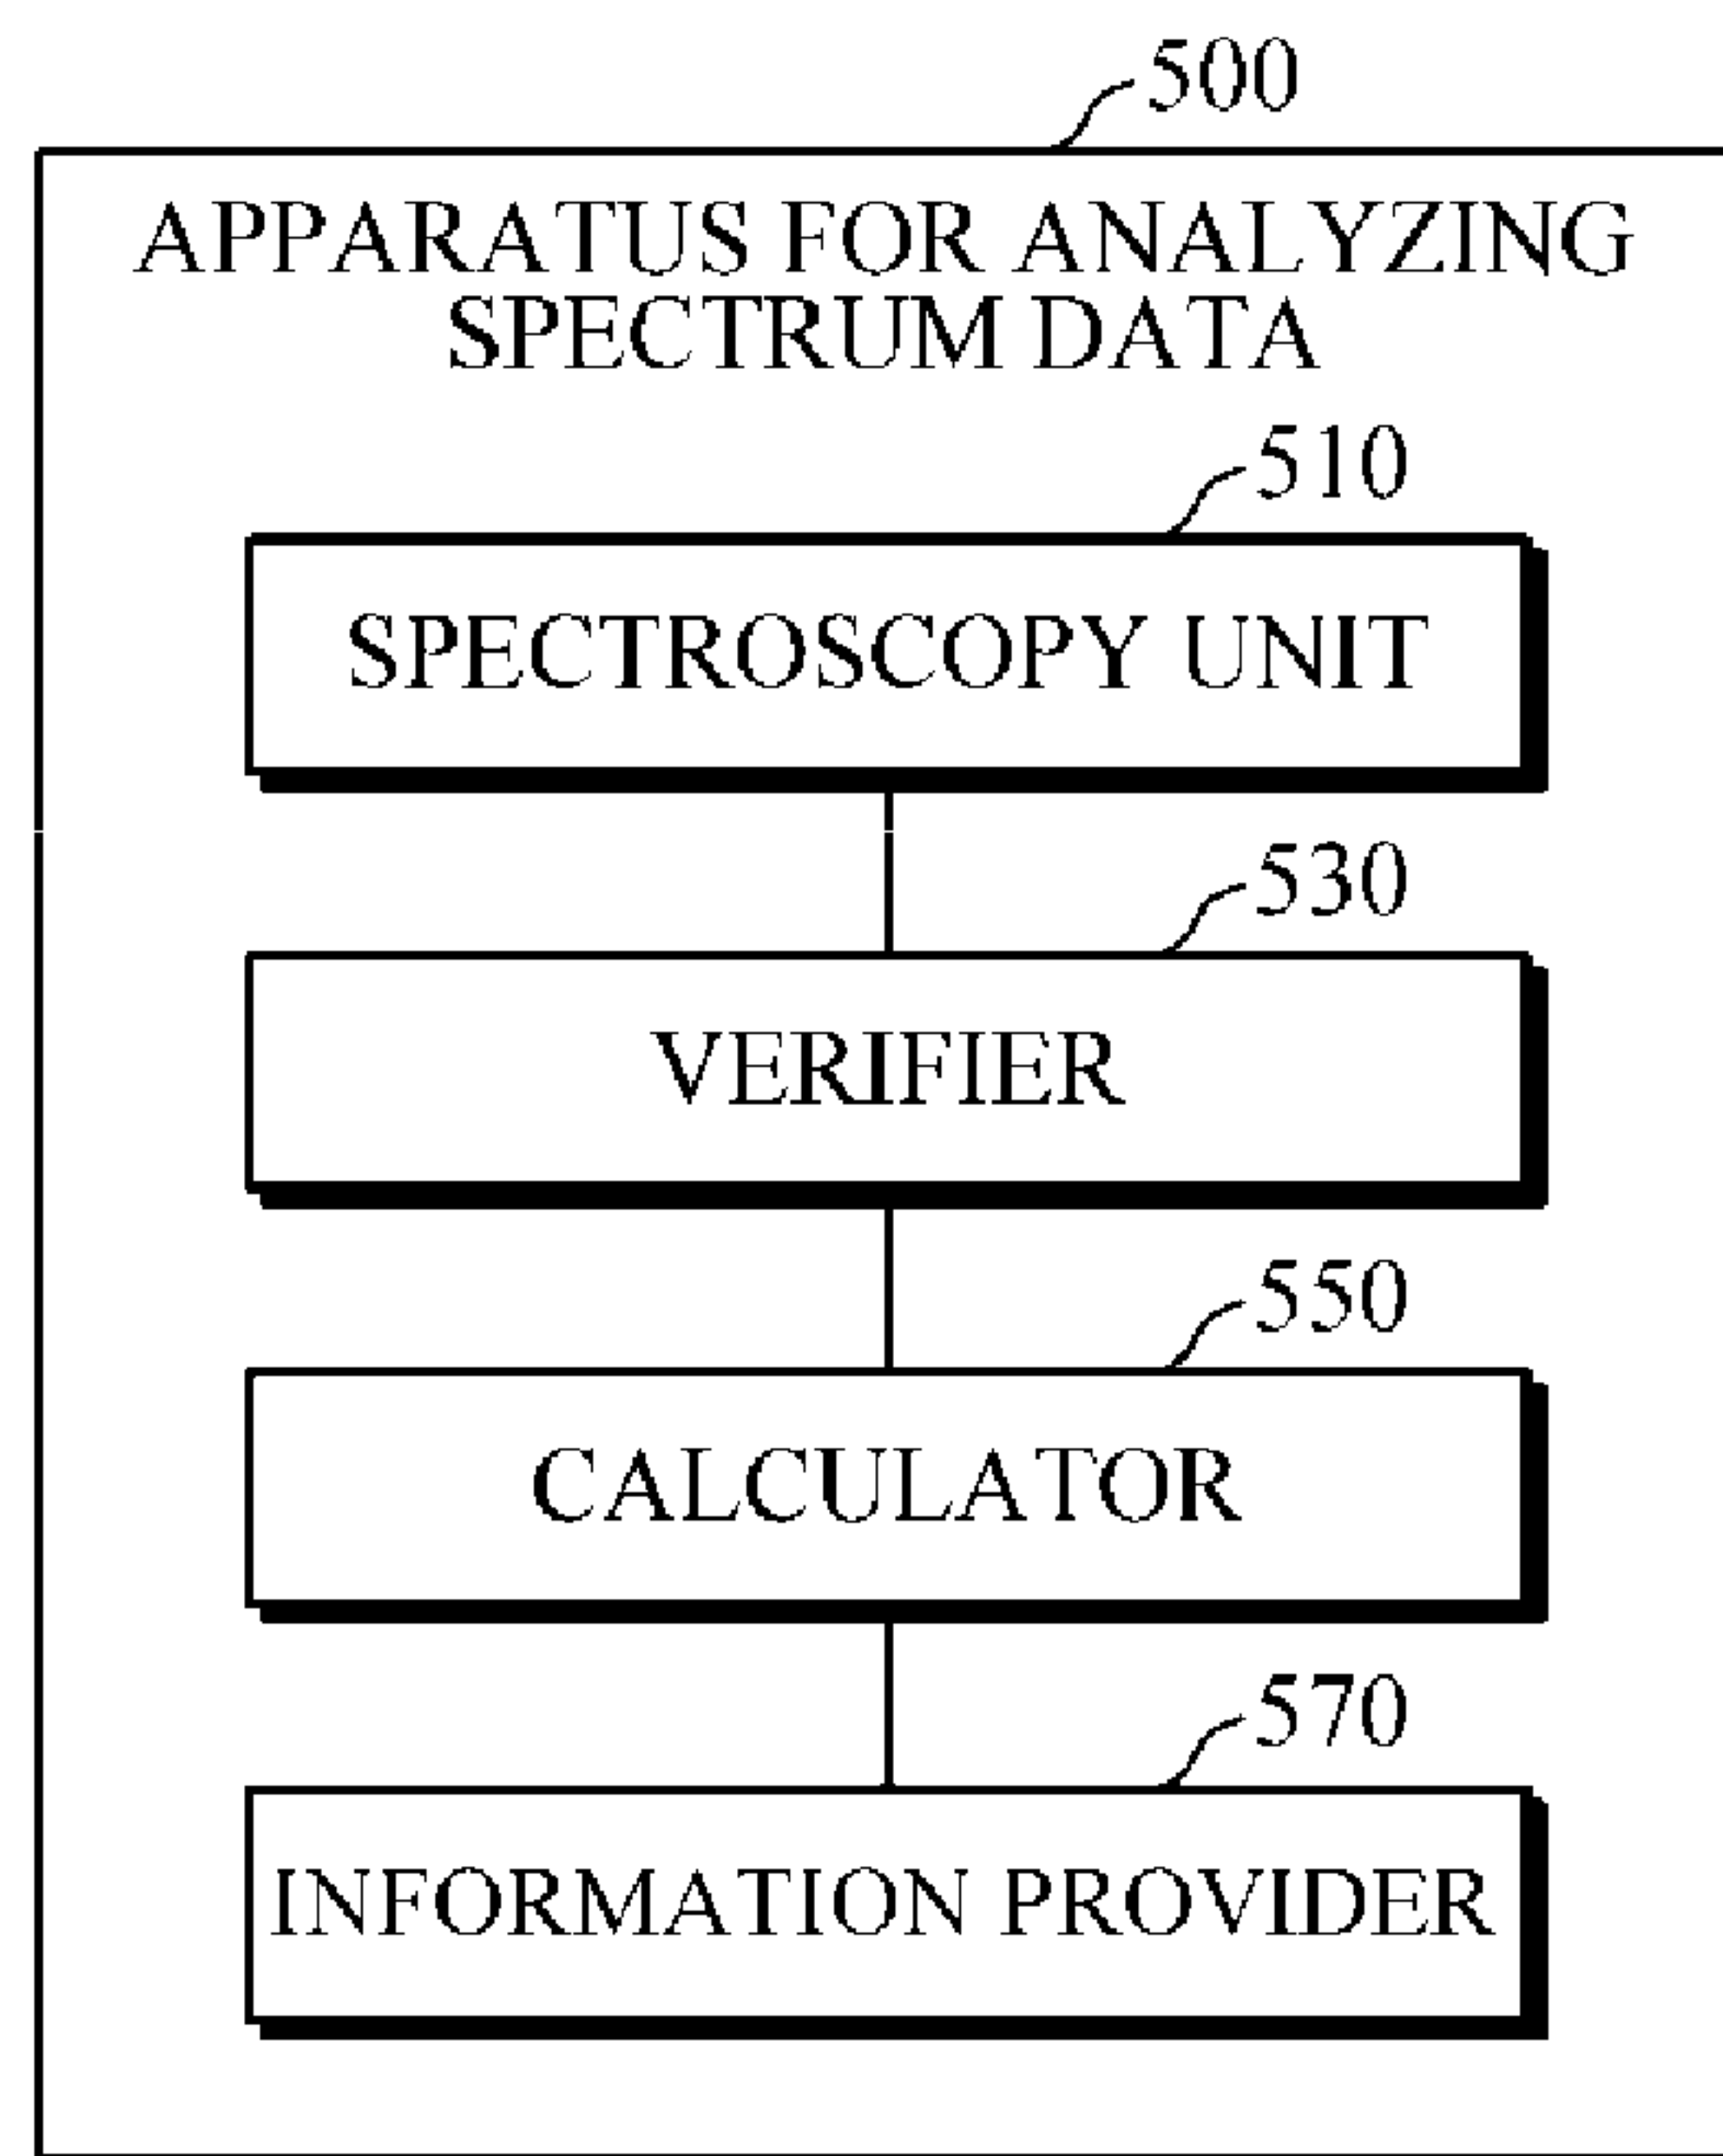 500
APPARATUS FOR ANALYZING
SPECTRUM DATA
510
SPECTROSCOPY UNIT
530
VERIFIER
550
CALCULATOR
570
INFORMATION PROVIDER